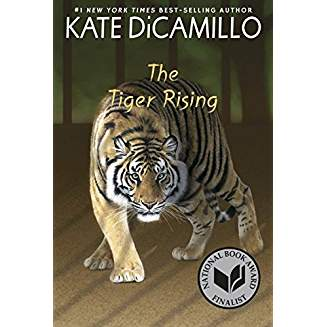 #1 NEW YORK TIMES BEST-SELLING AUTHOR
KATE DiCAMILLO
The
Tiger Rising
NATIONAL BOOK AWARD
FINALIST